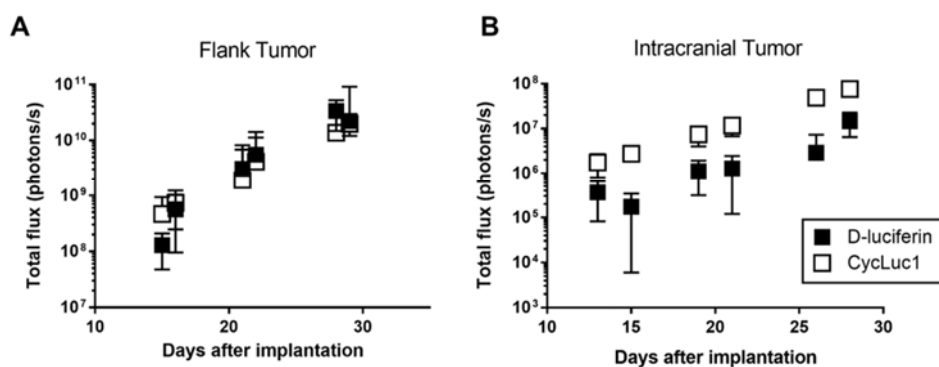 A
Flank Tumor
Total flux (photons/s)
10¹¹
10¹⁰
10⁹
10⁸
10⁷
10
20
30
Days after implantation
B
Intracranial Tumor
Total flux (photons/s)
10⁸
10⁷
10⁶
10⁵
10⁴
10³
10
15
20
25
30
Days after implantation
D-luciferin
CycLuc1